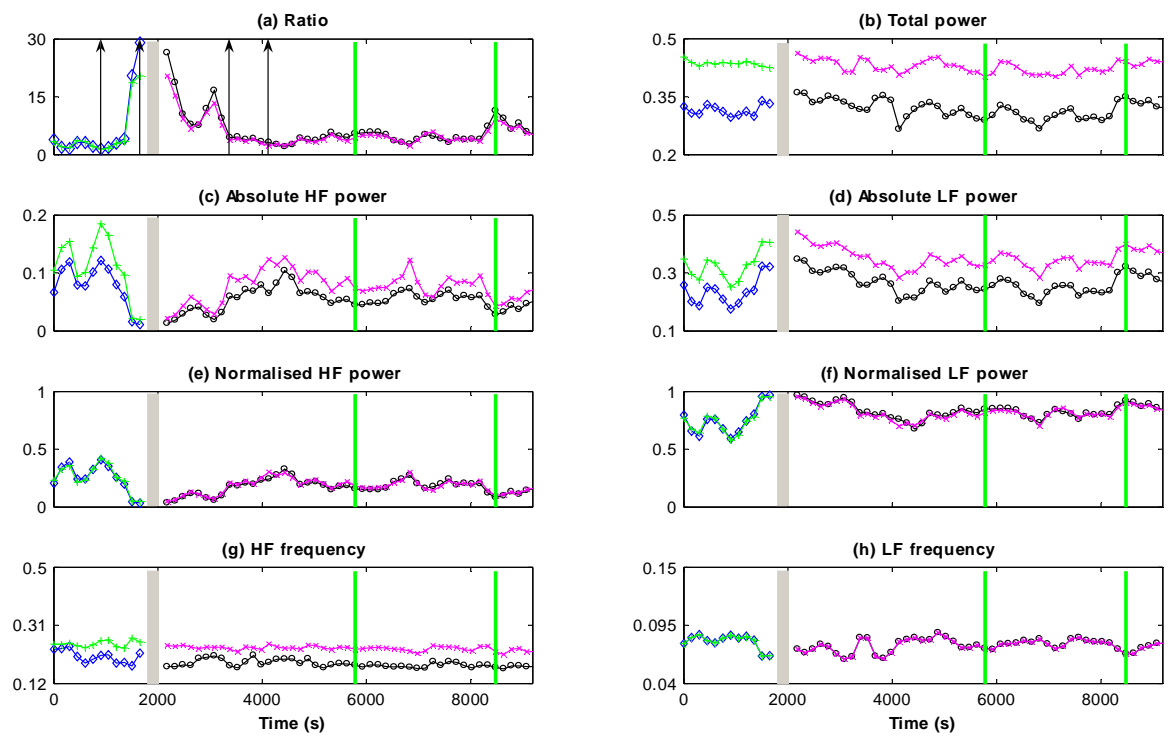 (a) Ratio
30
15
0
(b) Total power
0.5
0.35
0.2
(c) Absolute HF power
0.2
0.1
0
(d) Absolute LF power
0.5
0.3
0.1
(e) Normalised HF power
1
0.5
0
(f) Normalised LF power
1
0.5
0
(g) HF frequency
0.5
0.31
0.12
0 2000 4000 6000 8000
Time (s)
(h) LF frequency
0.15
0.095
0.04
0 2000 4000 6000 8000
Time (s)